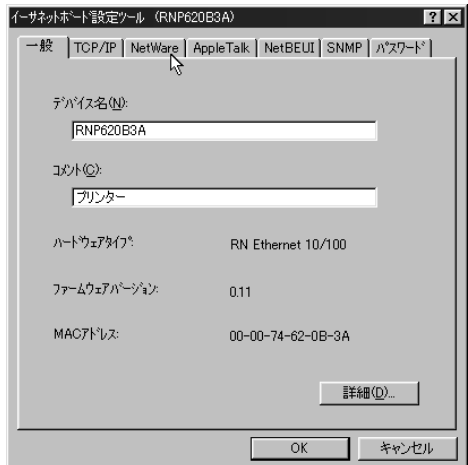 イーサネットボード設定ツール (RNP620B3A)
一般 TCP/IP NetWare AppleTalk NetBEUI SNMP パスワード
デバイス名(N):
RNP620B3A
コメント(C):
プリンター
ハードウェアタイプ: RN Ethernet 10/100
ファームウェアバージョン: 0.11
MACアドレス: 00-00-74-62-0B-3A
詳細(D)...
OK キャンセル